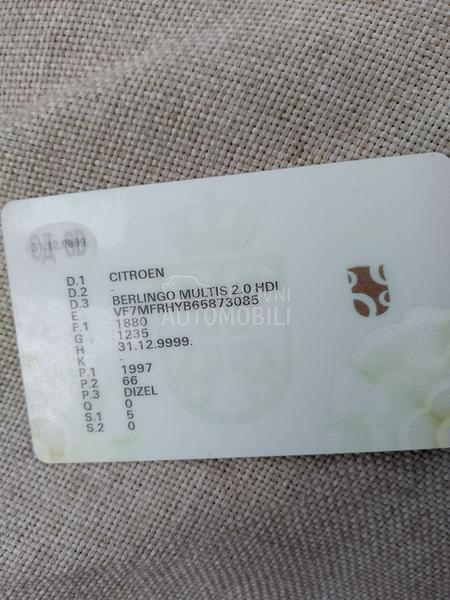 31.12.9999.
D.1 CITROEN
D.2 -
D.3 BERLINGO MULTIS 2.0 HDI
E VF7MFRHYB65873085
F.1 1880
G 1235
H 31.12.9999.
K -
P.1 1997
P.2 66
P.3 DIZEL
Q 0
S.1 5
S.2 0
AUTOMOBILI